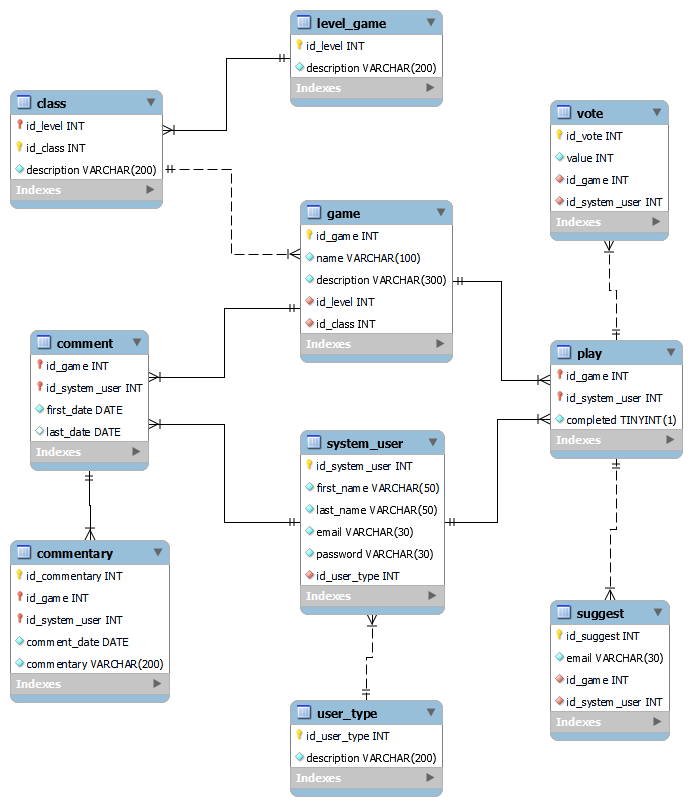 level_game
id_level INT
description VARCHAR(200)
Indexes
class
id_level INT
id_class INT
description VARCHAR(200)
Indexes
vote
id_vote INT
value INT
id_game INT
id_system_user INT
Indexes
game
id_game INT
name VARCHAR(100)
description VARCHAR(300)
id_level INT
id_class INT
Indexes
comment
id_game INT
id_system_user INT
first_date DATE
last_date DATE
Indexes
play
id_game INT
id_system_user INT
completed TINYINT(1)
Indexes
system_user
id_system_user INT
first_name VARCHAR(50)
last_name VARCHAR(50)
email VARCHAR(30)
password VARCHAR(30)
id_user_type INT
Indexes
commentary
id_commentary INT
id_game INT
id_system_user INT
comment_date DATE
commentary VARCHAR(200)
Indexes
suggest
id_suggest INT
email VARCHAR(30)
id_game INT
id_system_user INT
Indexes
user_type
id_user_type INT
description VARCHAR(200)
Indexes